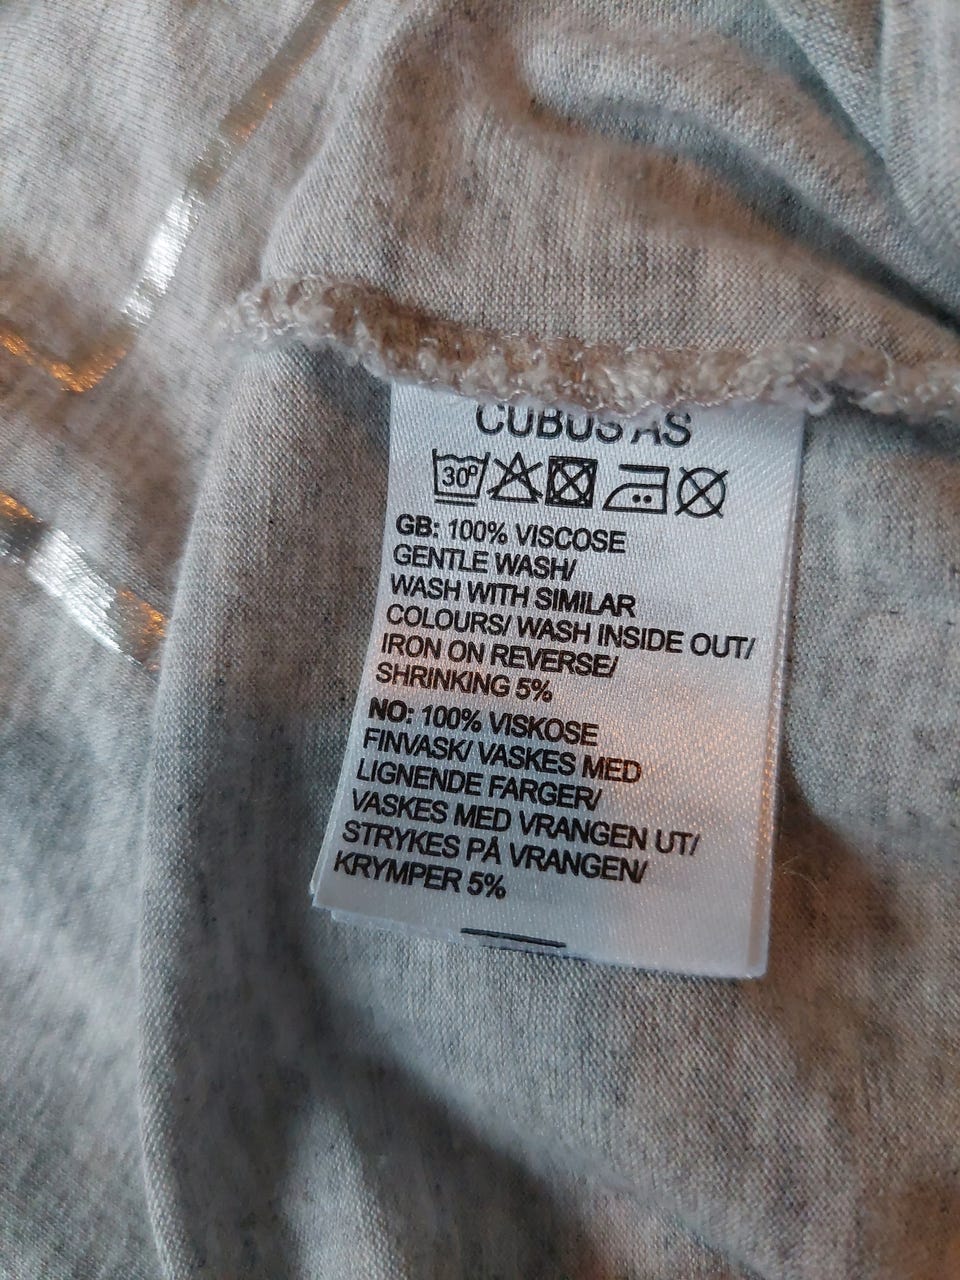 CUBUS AS
30º
GB: 100% VISCOSE
GENTLE WASH/
WASH WITH SIMILAR
COLOURS/ WASH INSIDE OUT/
IRON ON REVERSE/
SHRINKING 5%
NO: 100% VISKOSE
FINVASK/ VASKES MED
LIGNENDE FARGER/
VASKES MED VRANGEN UT/
STRYKES PÅ VRANGEN/
KRYMPER 5%